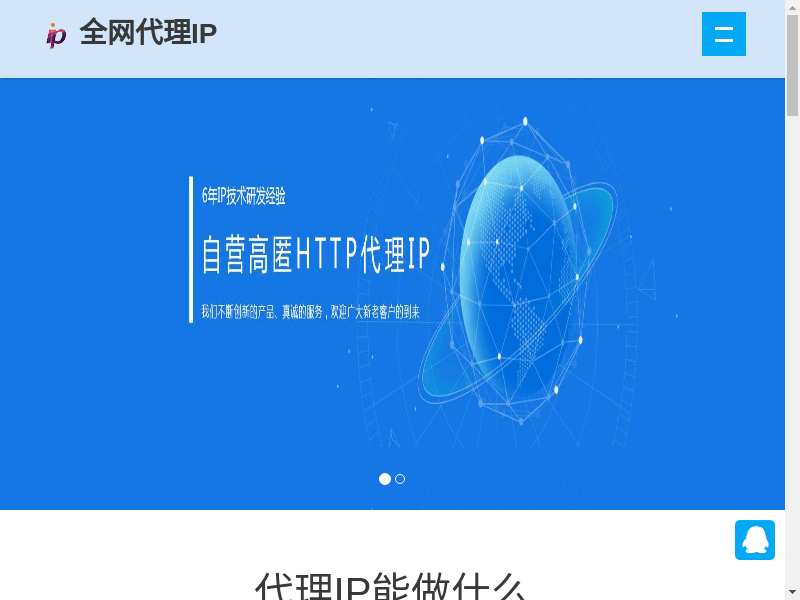 ip 全网代理IP
6年IP技术研发经验
自营高匿HTTP代理IP
我们不断创新的产品、真诚的服务，欢迎广大新老客户的到来
代理IP能做什么